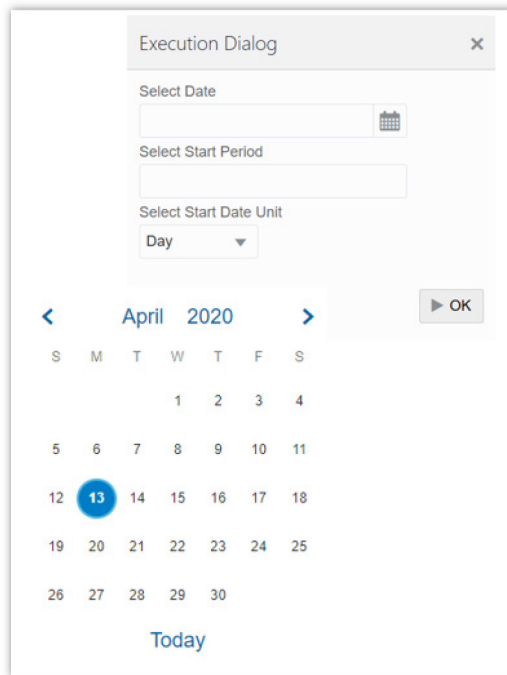 Execution Dialog ×
Select Date
Select Start Period
Select Start Date Unit
Day
OK
April 2020
S M T W T F S
1 2 3 4
5 6 7 8 9 10 11
12 13 14 15 16 17 18
19 20 21 22 23 24 25
26 27 28 29 30
Today